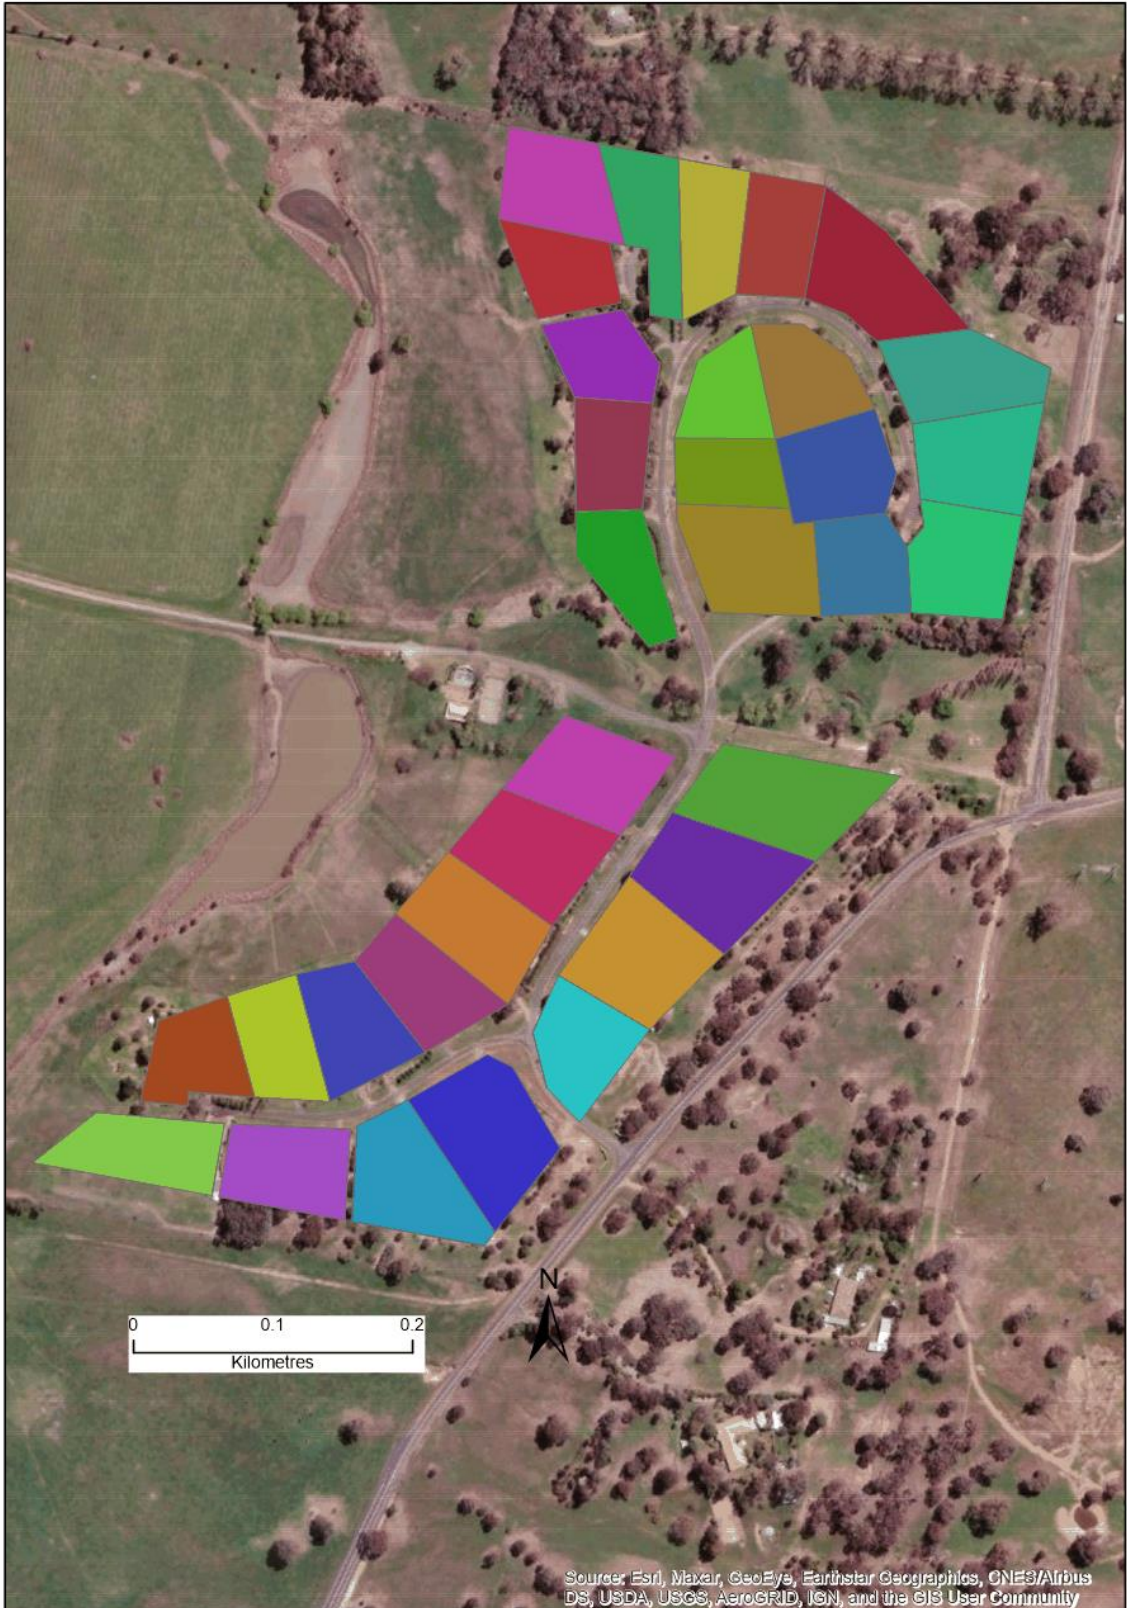 N
0 0.1 0.2
Kilometres
Source: Esri, Maxar, GeoEye, Earthstar Geographics, CNES/Airbus
DS, USDA, USGS, AeroGRID, IGN, and the GIS User Community